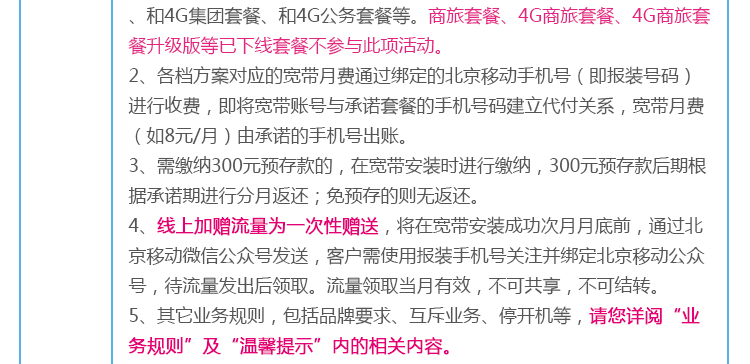 、和4G集团套餐、和4G公务套餐等。商旅套餐、4G商旅套餐、4G商旅套
餐升级版等已下线套餐不参与此项活动。
2、各档方案对应的宽带月费通过绑定的北京移动手机号（即报装号码）
进行收费，即将宽带账号与承诺套餐的手机号码建立代付关系，宽带月费
（如8元/月）由承诺的手机号出账。
3、需缴纳300元预存款的，在宽带安装时进行缴纳，300元预存款后期根
据承诺期进行分月返还；免预存的则无返还。
4、线上加赠流量为一次性赠送，将在宽带安装成功次月月底前，通过北
京移动微信公众号发送，客户需使用报装手机号关注并绑定北京移动公众
号，待流量发出后领取。流量领取当月有效，不可共享，不可结转。
5、其它业务规则，包括品牌要求、互斥业务、停开机等，请您详阅“业
务规则”及“温馨提示”内的相关内容。